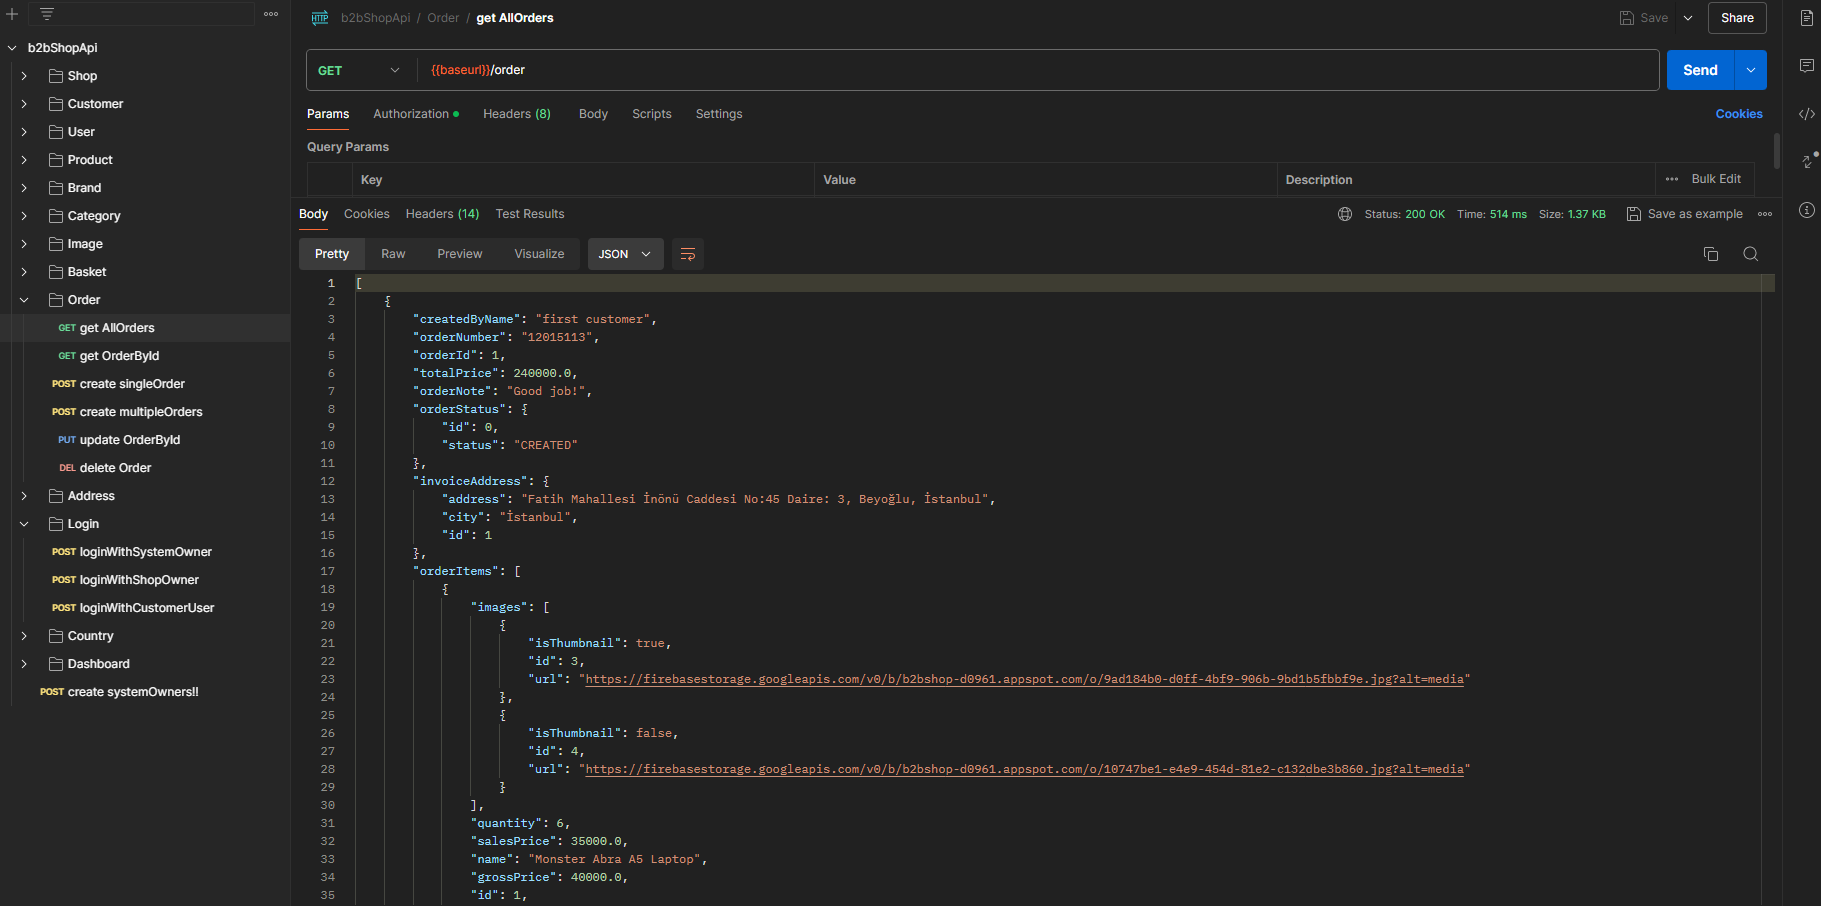 b2bShopApi
Shop
Customer
User
Product
Brand
Category
Image
Basket
Order
GET get AllOrders
GET get OrderById
POST create singleOrder
POST create multipleOrders
PUT update OrderById
DEL delete Order
Address
Login
POST loginWithSystemOwner
POST loginWithShopOwner
POST loginWithCustomerUser
Country
Dashboard
POST create systemOwners!!
HTTP b2bShopApi / Order / get AllOrders
Save
Share
GET {{baseurl}}/order
Send
Params Authorization Headers (8) Body Scripts Settings
Cookies
Query Params
Key Value Description Bulk Edit
Body Cookies Headers (14) Test Results
Status: 200 OK Time: 514 ms Size: 1.37 KB Save as example
Pretty Raw Preview Visualize JSON
1 [
2 {
3 "createdByName": "first customer",
4 "orderNumber": "12015113",
5 "orderId": 1,
6 "totalPrice": 240000.0,
7 "orderNote": "Good job!",
8 "orderStatus": {
9 "id": 0,
10 "status": "CREATED"
11 },
12 "invoiceAddress": {
13 "address": "Fatih Mahallesi İnönü Caddesi No:45 Daire: 3, Beyoğlu, İstanbul",
14 "city": "İstanbul",
15 "id": 1
16 },
17 "orderItems": [
18 {
19 "images": [
20 {
21 "isThumbnail": true,
22 "id": 3,
23 "url": "https://firebasestorage.googleapis.com/v0/b/b2bshop-d0961.appspot.com/o/9ad184b0-d0ff-4bf9-906b-9bd1b5fbbf9e.jpg?alt=media"
24 },
25 {
26 "isThumbnail": false,
27 "id": 4,
28 "url": "https://firebasestorage.googleapis.com/v0/b/b2bshop-d0961.appspot.com/o/10747be1-e4e9-454d-81e2-c132dbe3b860.jpg?alt=media"
29 }
30 ],
31 "quantity": 6,
32 "salesPrice": 35000.0,
33 "name": "Monster Abra A5 Laptop",
34 "grossPrice": 40000.0,
35 "id": 1,